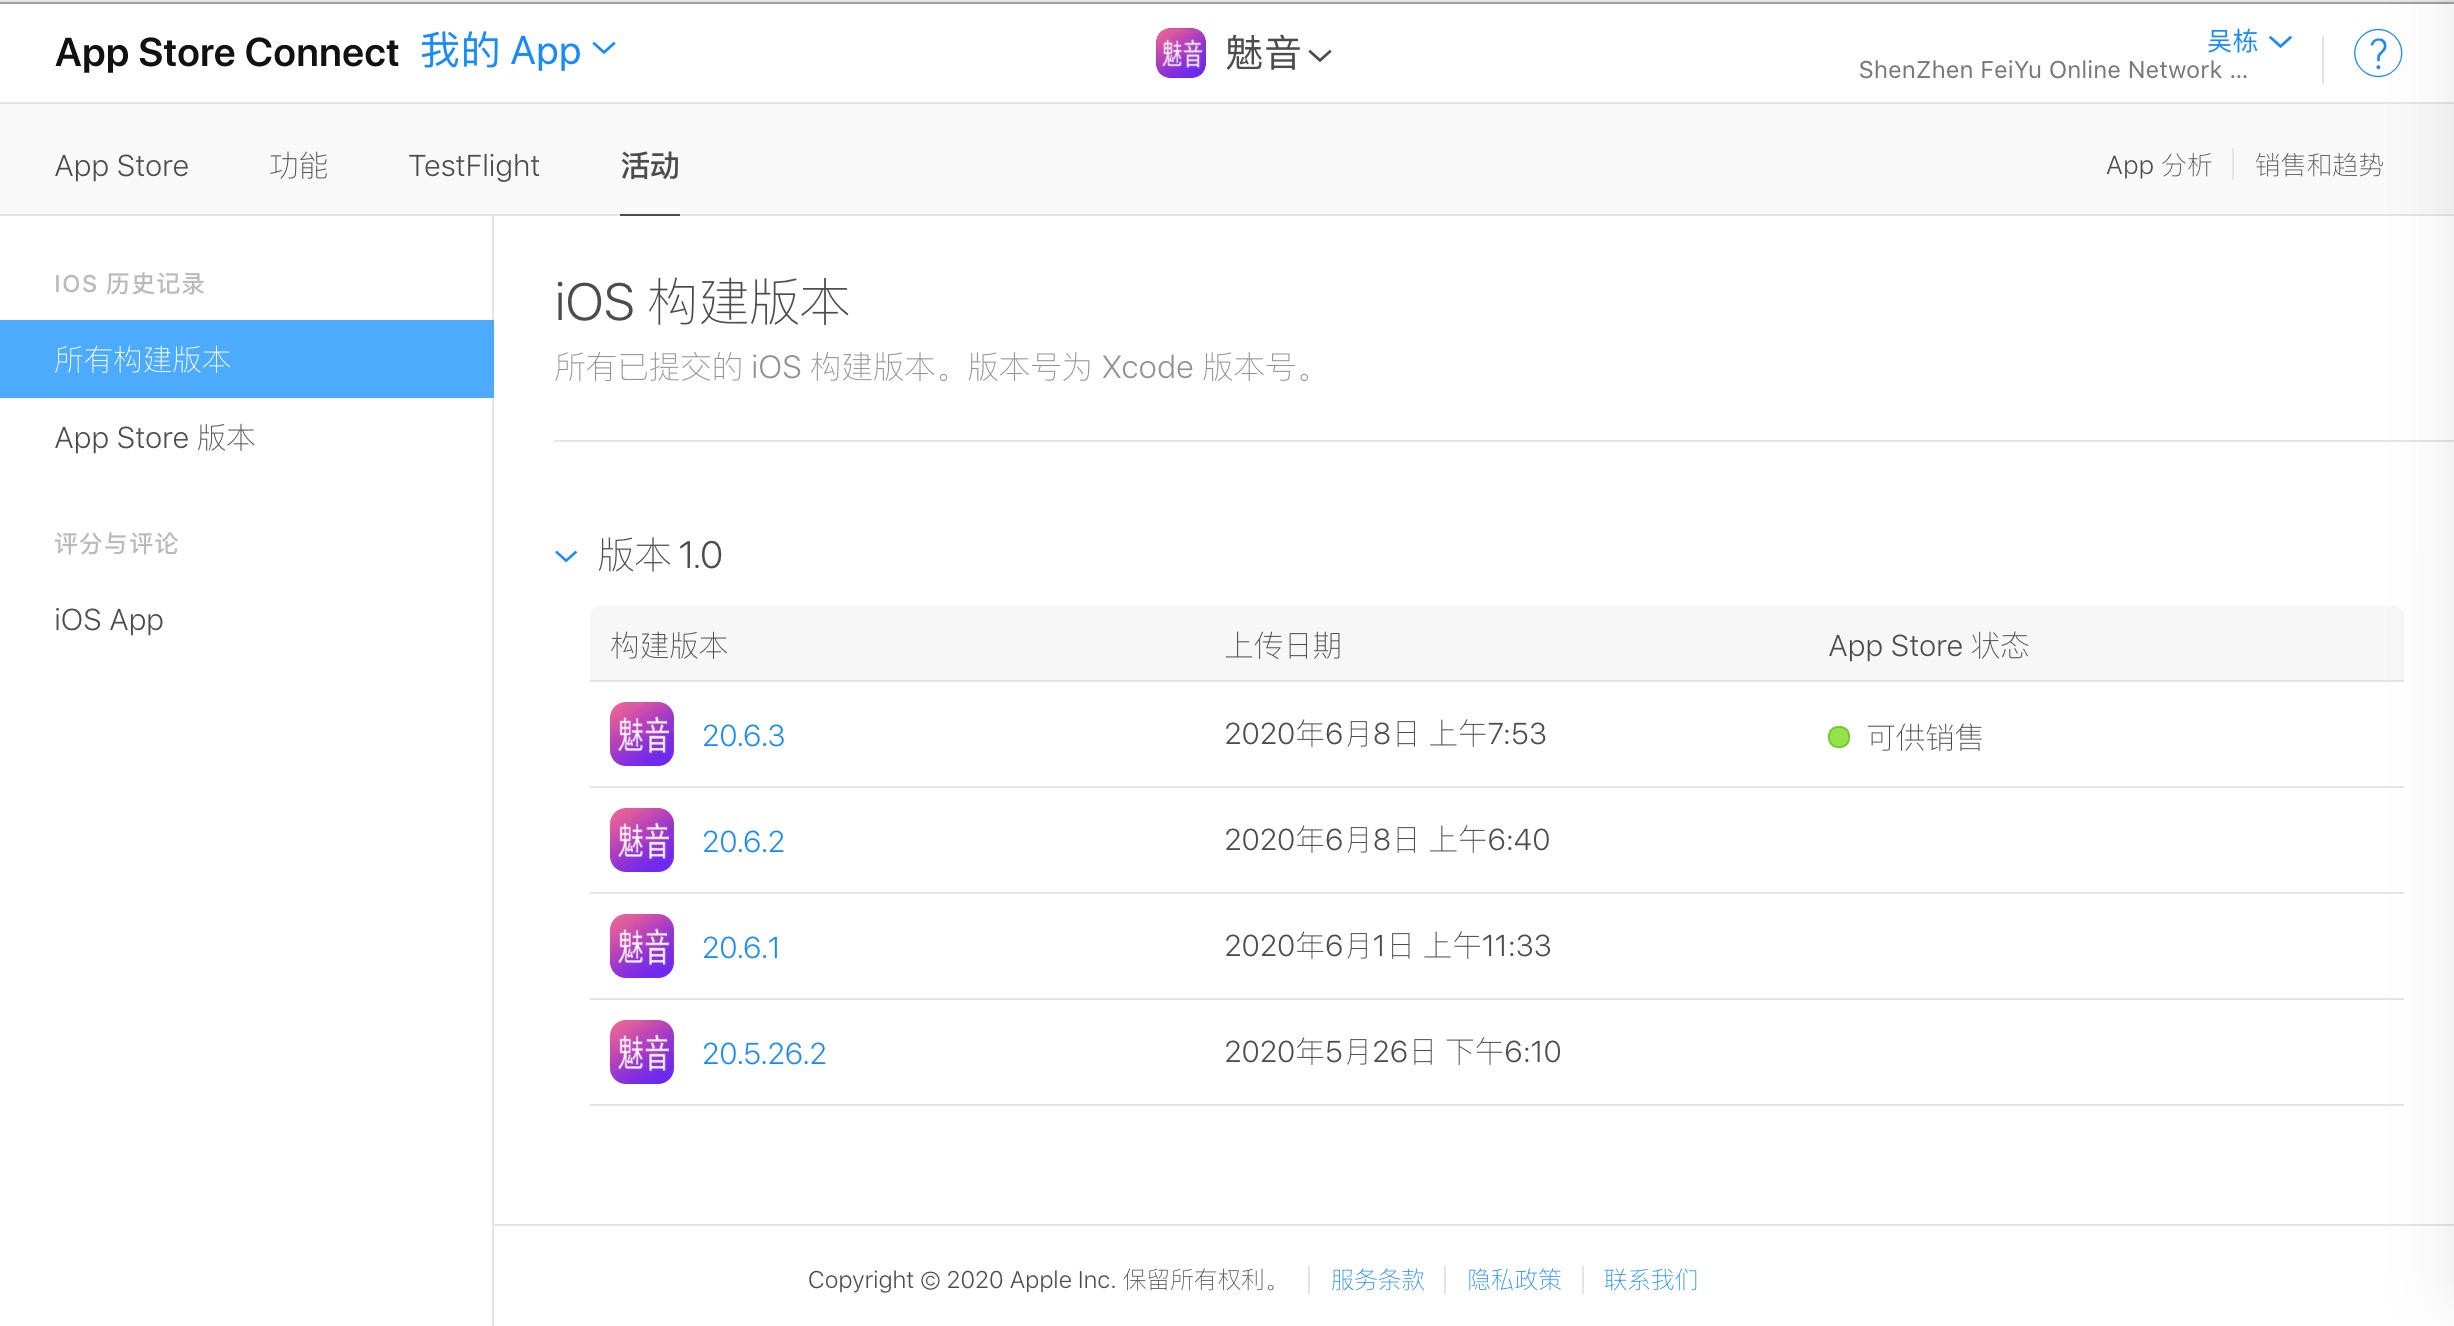 App Store Connect 我的 App
魅音 魅音
吴栋
ShenZhen FeiYu Online Network ...
?
App Store 功能 TestFlight 活动 App 分析 销售和趋势
IOS 历史记录
所有构建版本
App Store 版本
评分与评论
iOS App
iOS 构建版本
所有已提交的 iOS 构建版本。版本号为 Xcode 版本号。
版本 1.0
构建版本 上传日期 App Store 状态
魅音 20.6.3 2020年6月8日 上午7:53 可供销售
魅音 20.6.2 2020年6月8日 上午6:40
魅音 20.6.1 2020年6月1日 上午11:33
魅音 20.5.26.2 2020年5月26日 下午6:10
Copyright © 2020 Apple Inc. 保留所有权利。 服务条款 隐私政策 联系我们